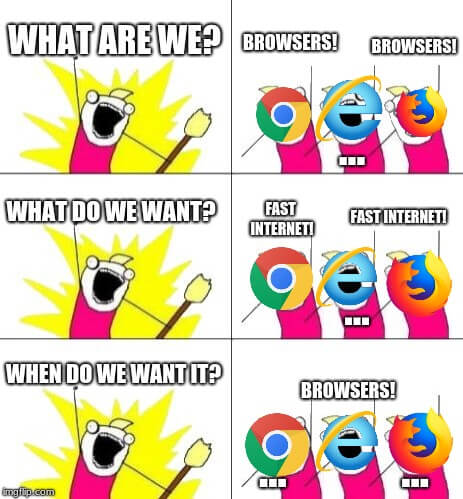 WHAT ARE WE?
BROWSERS!
BROWSERS!
...
WHAT DO WE WANT?
FAST
INTERNET!
FAST INTERNET!
...
WHEN DO WE WANT IT?
BROWSERS!
...
...
imgflip.com